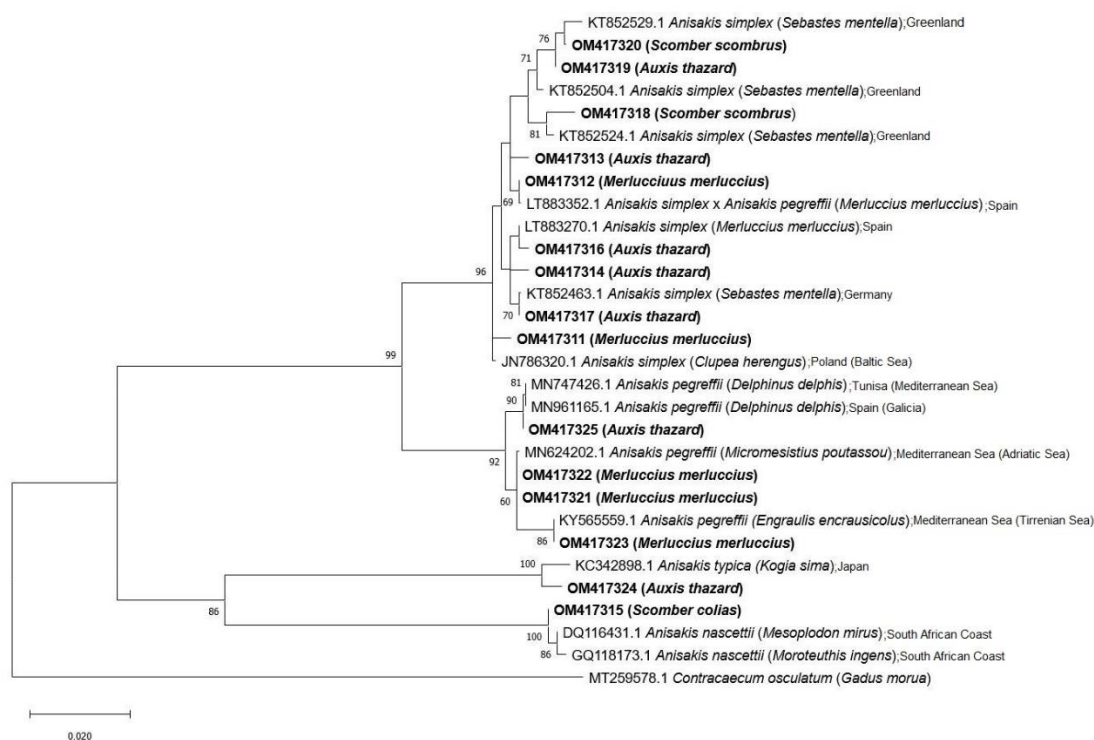 KT852529.1 Anisakis simplex (Sebastes mentella);Greenland
76
OM417320 (Scomber scombrus)
71
OM417319 (Auxis thazard)
KT852504.1 Anisakis simplex (Sebastes mentella);Greenland
OM417318 (Scomber scombrus)
81
KT852524.1 Anisakis simplex (Sebastes mentella);Greenland
OM417313 (Auxis thazard)
OM417312 (Merlucciuus merluccius)
69
LT883352.1 Anisakis simplex x Anisakis pegreffii (Merluccius merluccius);Spain
LT883270.1 Anisakis simplex (Merluccius merluccius);Spain
OM417316 (Auxis thazard)
96
OM417314 (Auxis thazard)
KT852463.1 Anisakis simplex (Sebastes mentella);Germany
70
OM417317 (Auxis thazard)
OM417311 (Merluccius merluccius)
99
JN786320.1 Anisakis simplex (Clupea herengus);Poland (Baltic Sea)
81
MN747426.1 Anisakis pegreffii (Delphinus delphis);Tunisa (Mediterranean Sea)
90
MN961165.1 Anisakis pegreffii (Delphinus delphis);Spain (Galicia)
OM417325 (Auxis thazard)
92
MN624202.1 Anisakis pegreffii (Micromesistius poutassou);Mediterranean Sea (Adriatic Sea)
OM417322 (Merluccius merluccius)
60
OM417321 (Merluccius merluccius)
KY565559.1 Anisakis pegreffii (Engraulis encrausicolus);Mediterranean Sea (Tirrenian Sea)
86
OM417323 (Merluccius merluccius)
100
KC342898.1 Anisakis typica (Kogia sima);Japan
OM417324 (Auxis thazard)
86
OM417315 (Scomber colias)
100
DQ116431.1 Anisakis nascettii (Mesoplodon mirus);South African Coast
86
GQ118173.1 Anisakis nascettii (Moroteuthis ingens);South African Coast
MT259578.1 Contracaecum osculatum (Gadus morua)
0.020